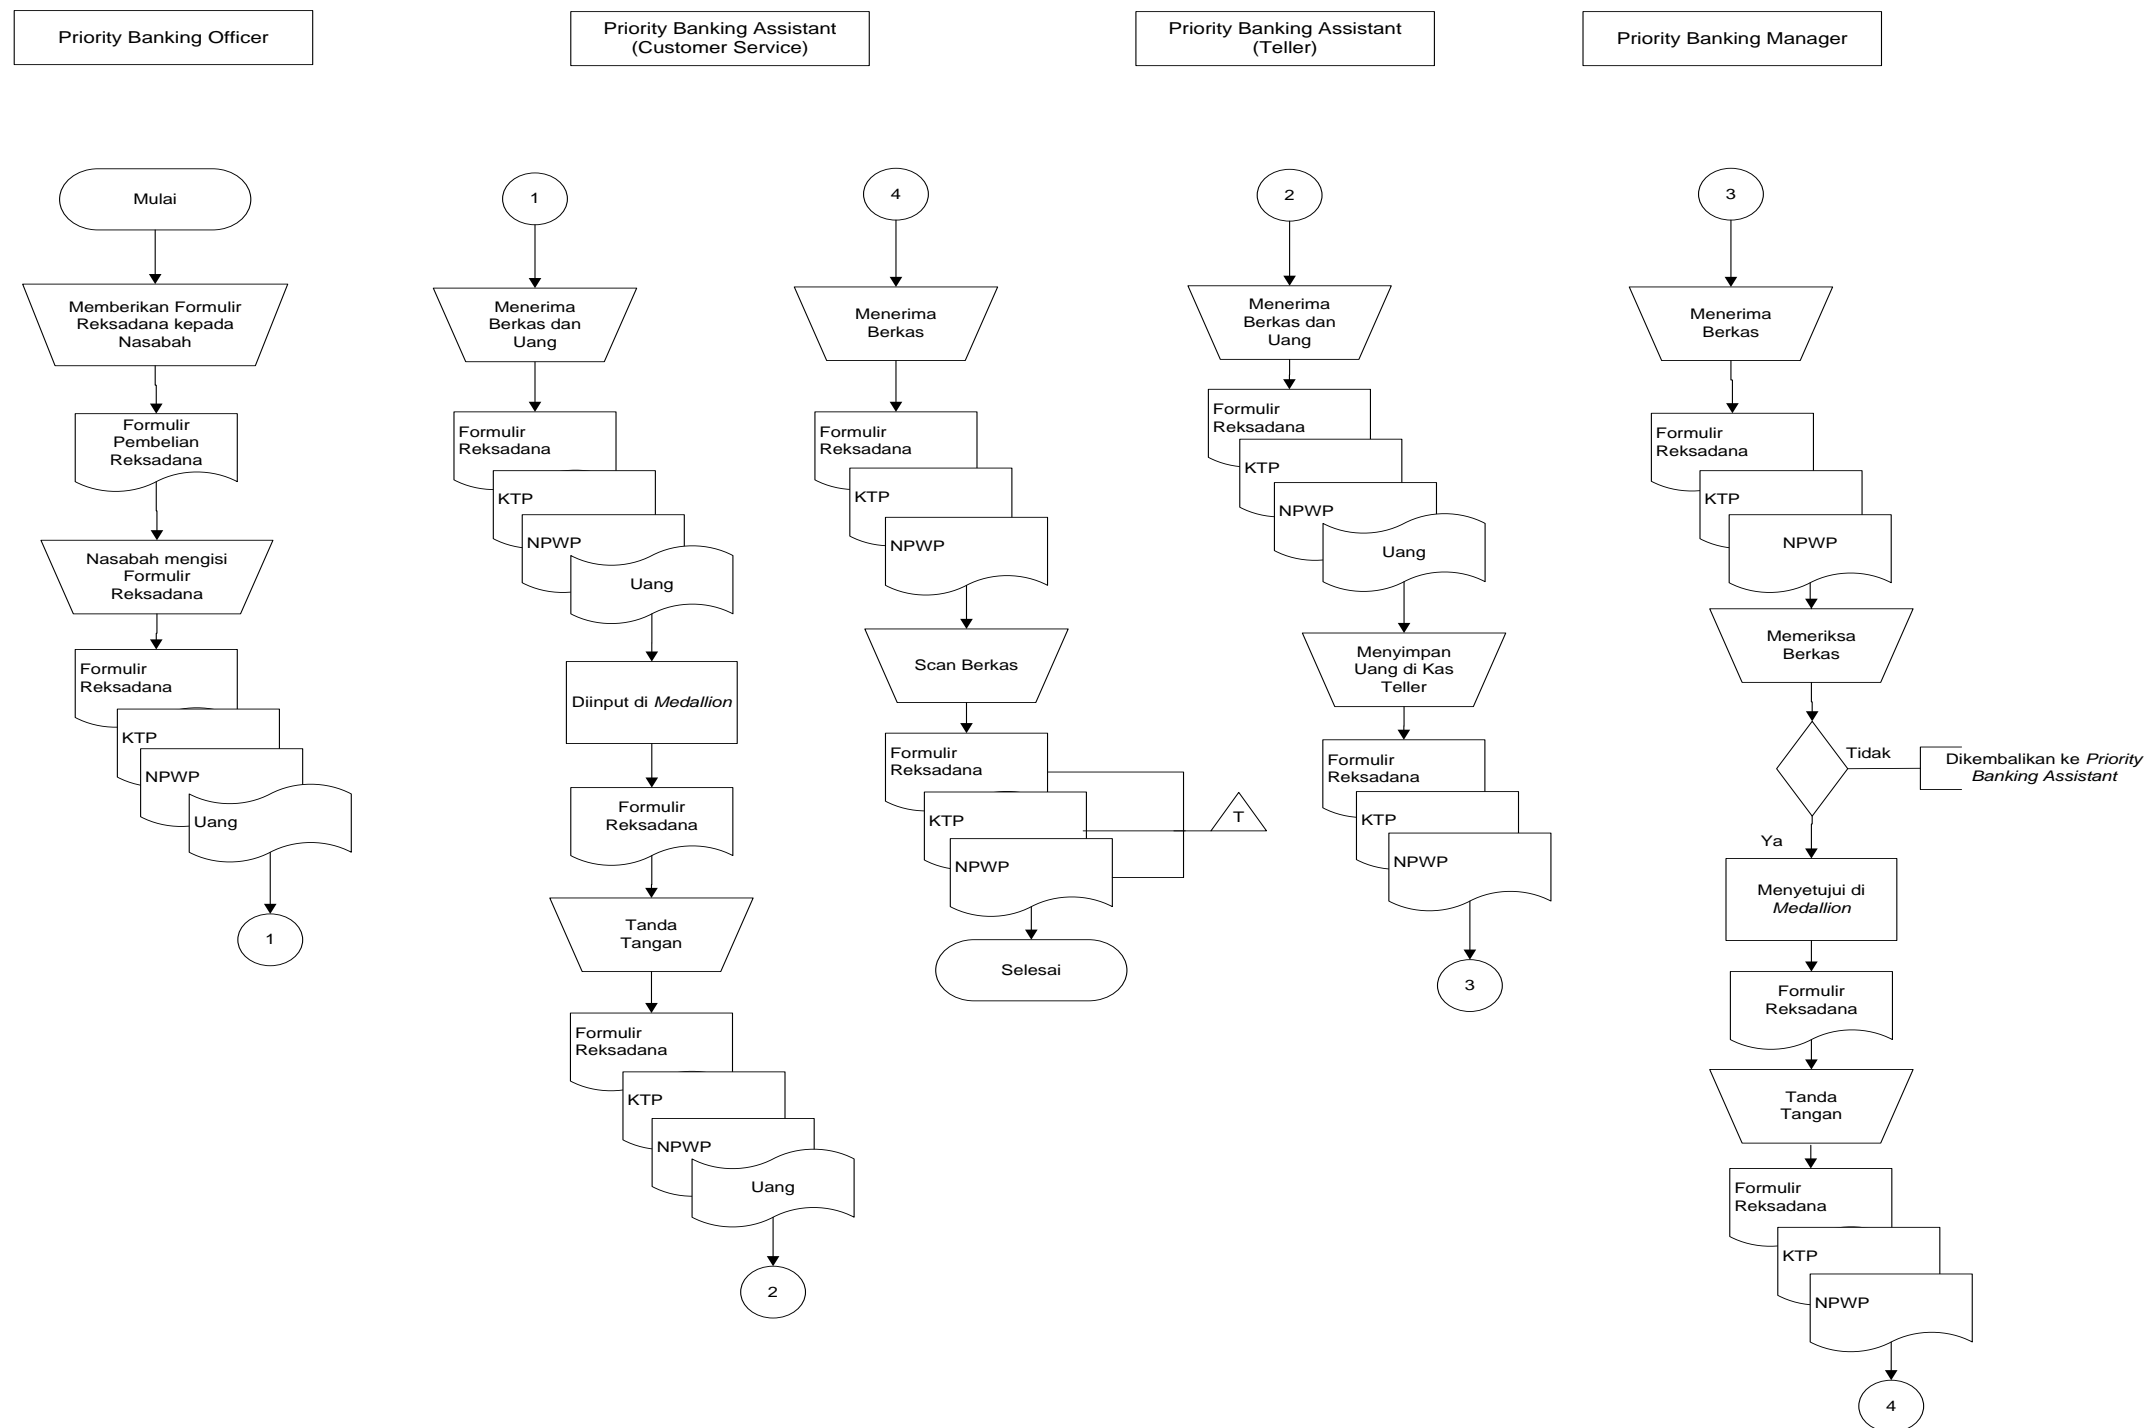 Priority Banking Officer
Priority Banking Assistant
(Customer Service)
Priority Banking Assistant
(Teller)
Priority Banking Manager
Mulai
Memberikan Formulir
Reksadana kepada
Nasabah
Formulir
Pembelian
Reksadana
Nasabah mengisi
Formulir
Reksadana
Formulir
Reksadana
KTP
NPWP
Uang
1
1
Menerima
Berkas dan
Uang
Formulir
Reksadana
KTP
NPWP
Uang
Diinput di Medallion
Formulir
Reksadana
Tanda
Tangan
Formulir
Reksadana
KTP
NPWP
Uang
2
4
Menerima
Berkas
Formulir
Reksadana
KTP
NPWP
Scan Berkas
Formulir
Reksadana
KTP
NPWP
T
Selesai
2
Menerima
Berkas dan
Uang
Formulir
Reksadana
KTP
NPWP
Uang
Menyimpan
Uang di Kas
Teller
Formulir
Reksadana
KTP
NPWP
3
3
Menerima
Berkas
Formulir
Reksadana
KTP
NPWP
Memeriksa
Berkas
Tidak
Dikembalikan ke Priority
Banking Assistant
Ya
Menyetujui di
Medallion
Formulir
Reksadana
Tanda
Tangan
Formulir
Reksadana
KTP
NPWP
4